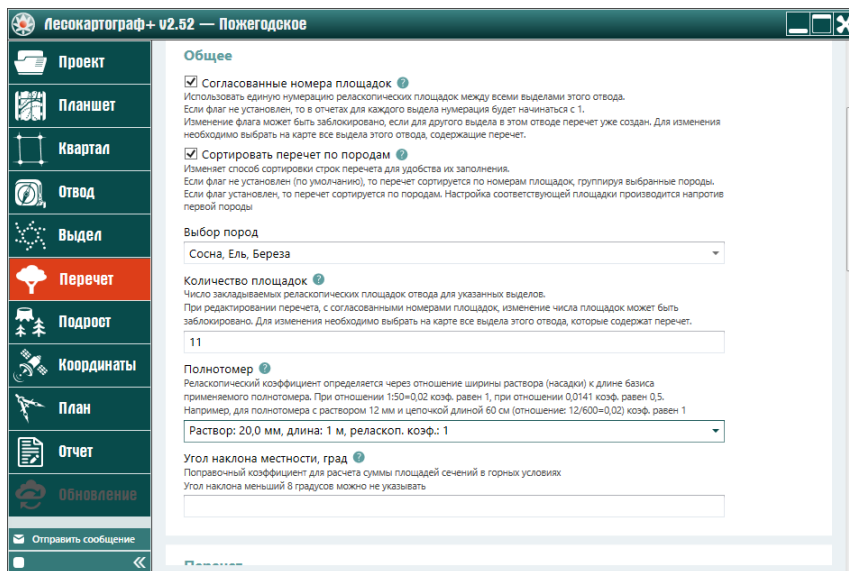 Лесокартограф+ v2.52 — Пожегодское
Проект
Планшет
Квартал
Отвод
Выдел
Перечет
Подрост
Координаты
План
Отчет
Обновление
Отправить сообщение
Общее
Согласованные номера площадок
Использовать единую нумерацию реласкопических площадок между всеми выделами этого отвода.
Если флаг не установлен, то в отчетах для каждого выдела нумерация будет начинаться с 1.
Изменение флага может быть заблокировано, если для другого выдела в этом отводе перечет уже создан. Для изменения
необходимо выбрать на карте все выдела этого отвода, содержащие перечет.
Сортировать перечет по породам
Изменяет способ сортировки строк перечета для удобства их заполнения.
Если флаг не установлен (по умолчанию), то перечет сортируется по номерам площадок, группируя выбранные породы.
Если флаг установлен, то перечет сортируется по породам. Настройка соответствующей площадки производится напротив
первой породы
Выбор пород
Сосна, Ель, Береза
Количество площадок
Число закладываемых реласкопических площадок отвода для указанных выделов.
При редактировании перечета, с согласованными номерами площадок, изменение числа площадок может быть
заблокировано. Для изменения необходимо выбрать на карте все выдела этого отвода, которые содержат перечет.
11
Полнотомер
Реласкопический коэффициент определяется через отношение ширины раствора (насадки) к длине базиса
применяемого полнотомера. При отношении 1:50=0,02 коэф. равен 1, при отношении 0,0141 коэф. равен 0,5.
Например, для полнотомера с раствором 12 мм и цепочкой длиной 60 см (отношение: 12/600=0,02) коэф. равен 1
Раствор: 20,0 мм, длина: 1 м, реласкоп. коэф.: 1
Угол наклона местности, град
Поправочный коэффициент для расчета суммы площадей сечений в горных условиях
Угол наклона меньший 8 градусов можно не указывать
Перечет